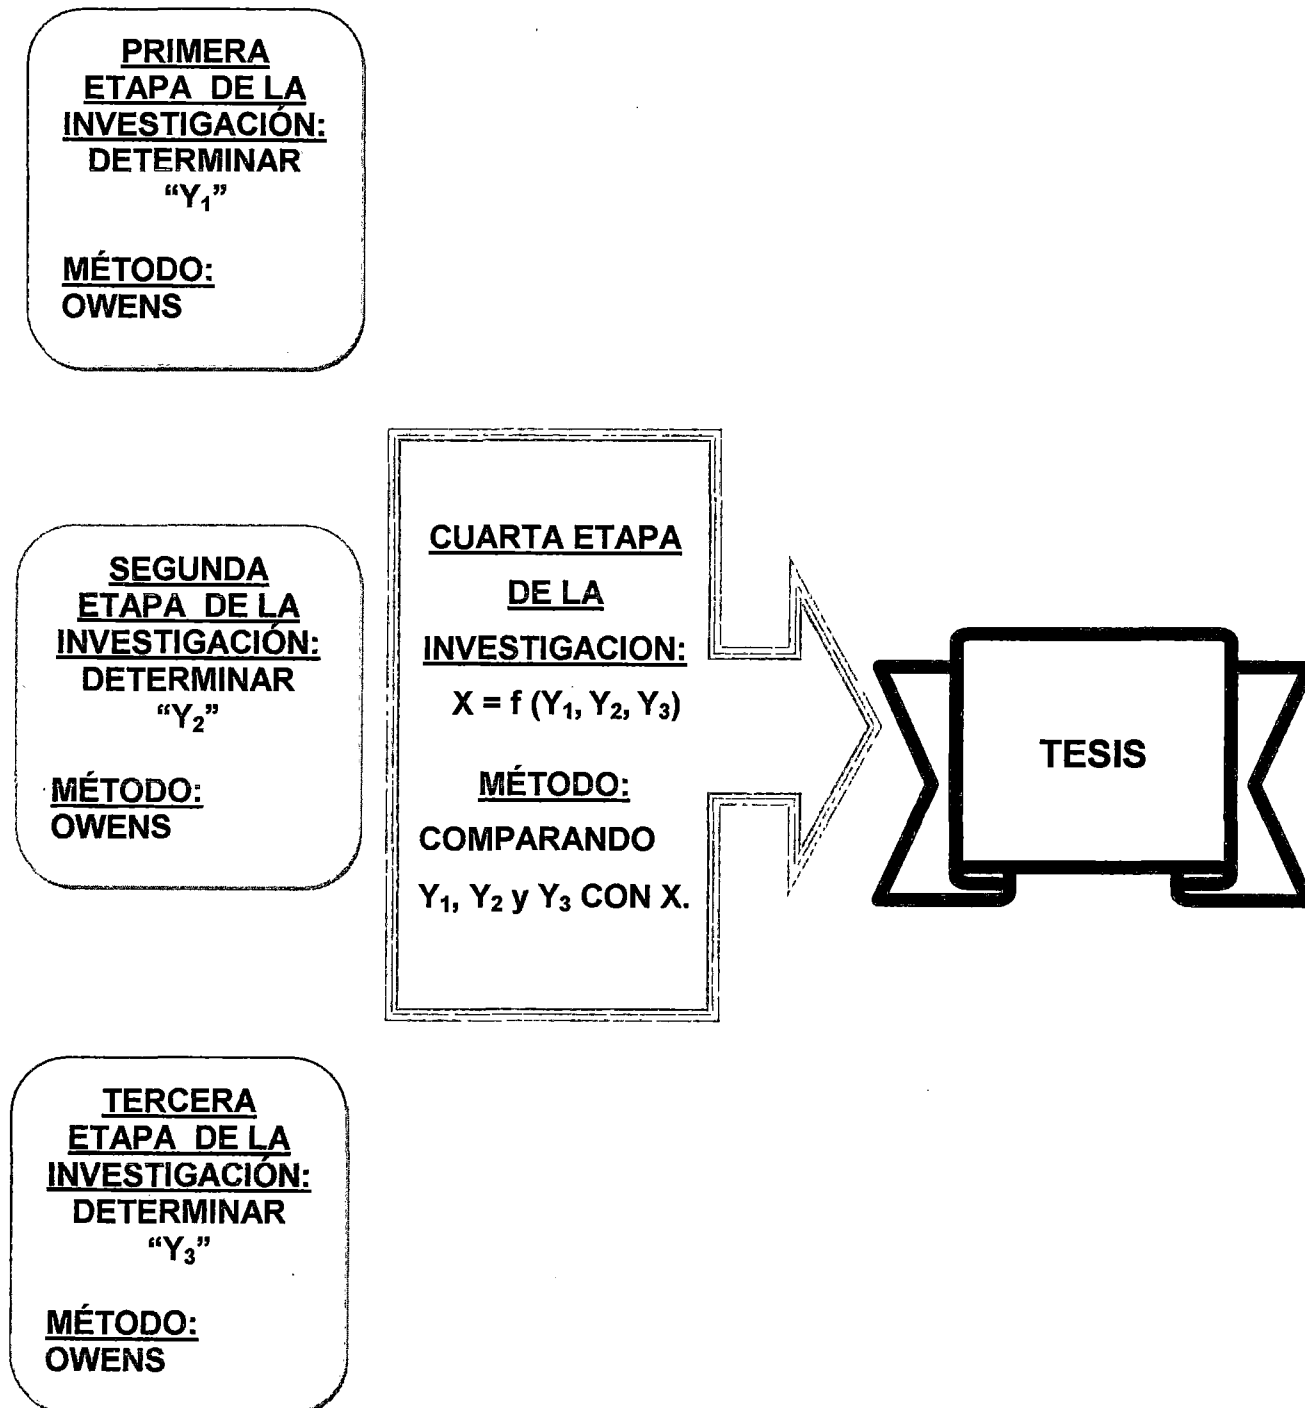 PRIMERA
ETAPA DE LA
INVESTIGACIÓN:
DETERMINAR
“Y₁”
MÉTODO:
OWENS
SEGUNDA
ETAPA DE LA
INVESTIGACIÓN:
DETERMINAR
“Y₂”
MÉTODO:
OWENS
TERCERA
ETAPA DE LA
INVESTIGACIÓN:
DETERMINAR
“Y₃”
MÉTODO:
OWENS
CUARTA ETAPA
DE LA
INVESTIGACION:
X = f (Y₁, Y₂, Y₃)
MÉTODO:
COMPARANDO
Y₁, Y₂ y Y₃ CON X.
TESIS